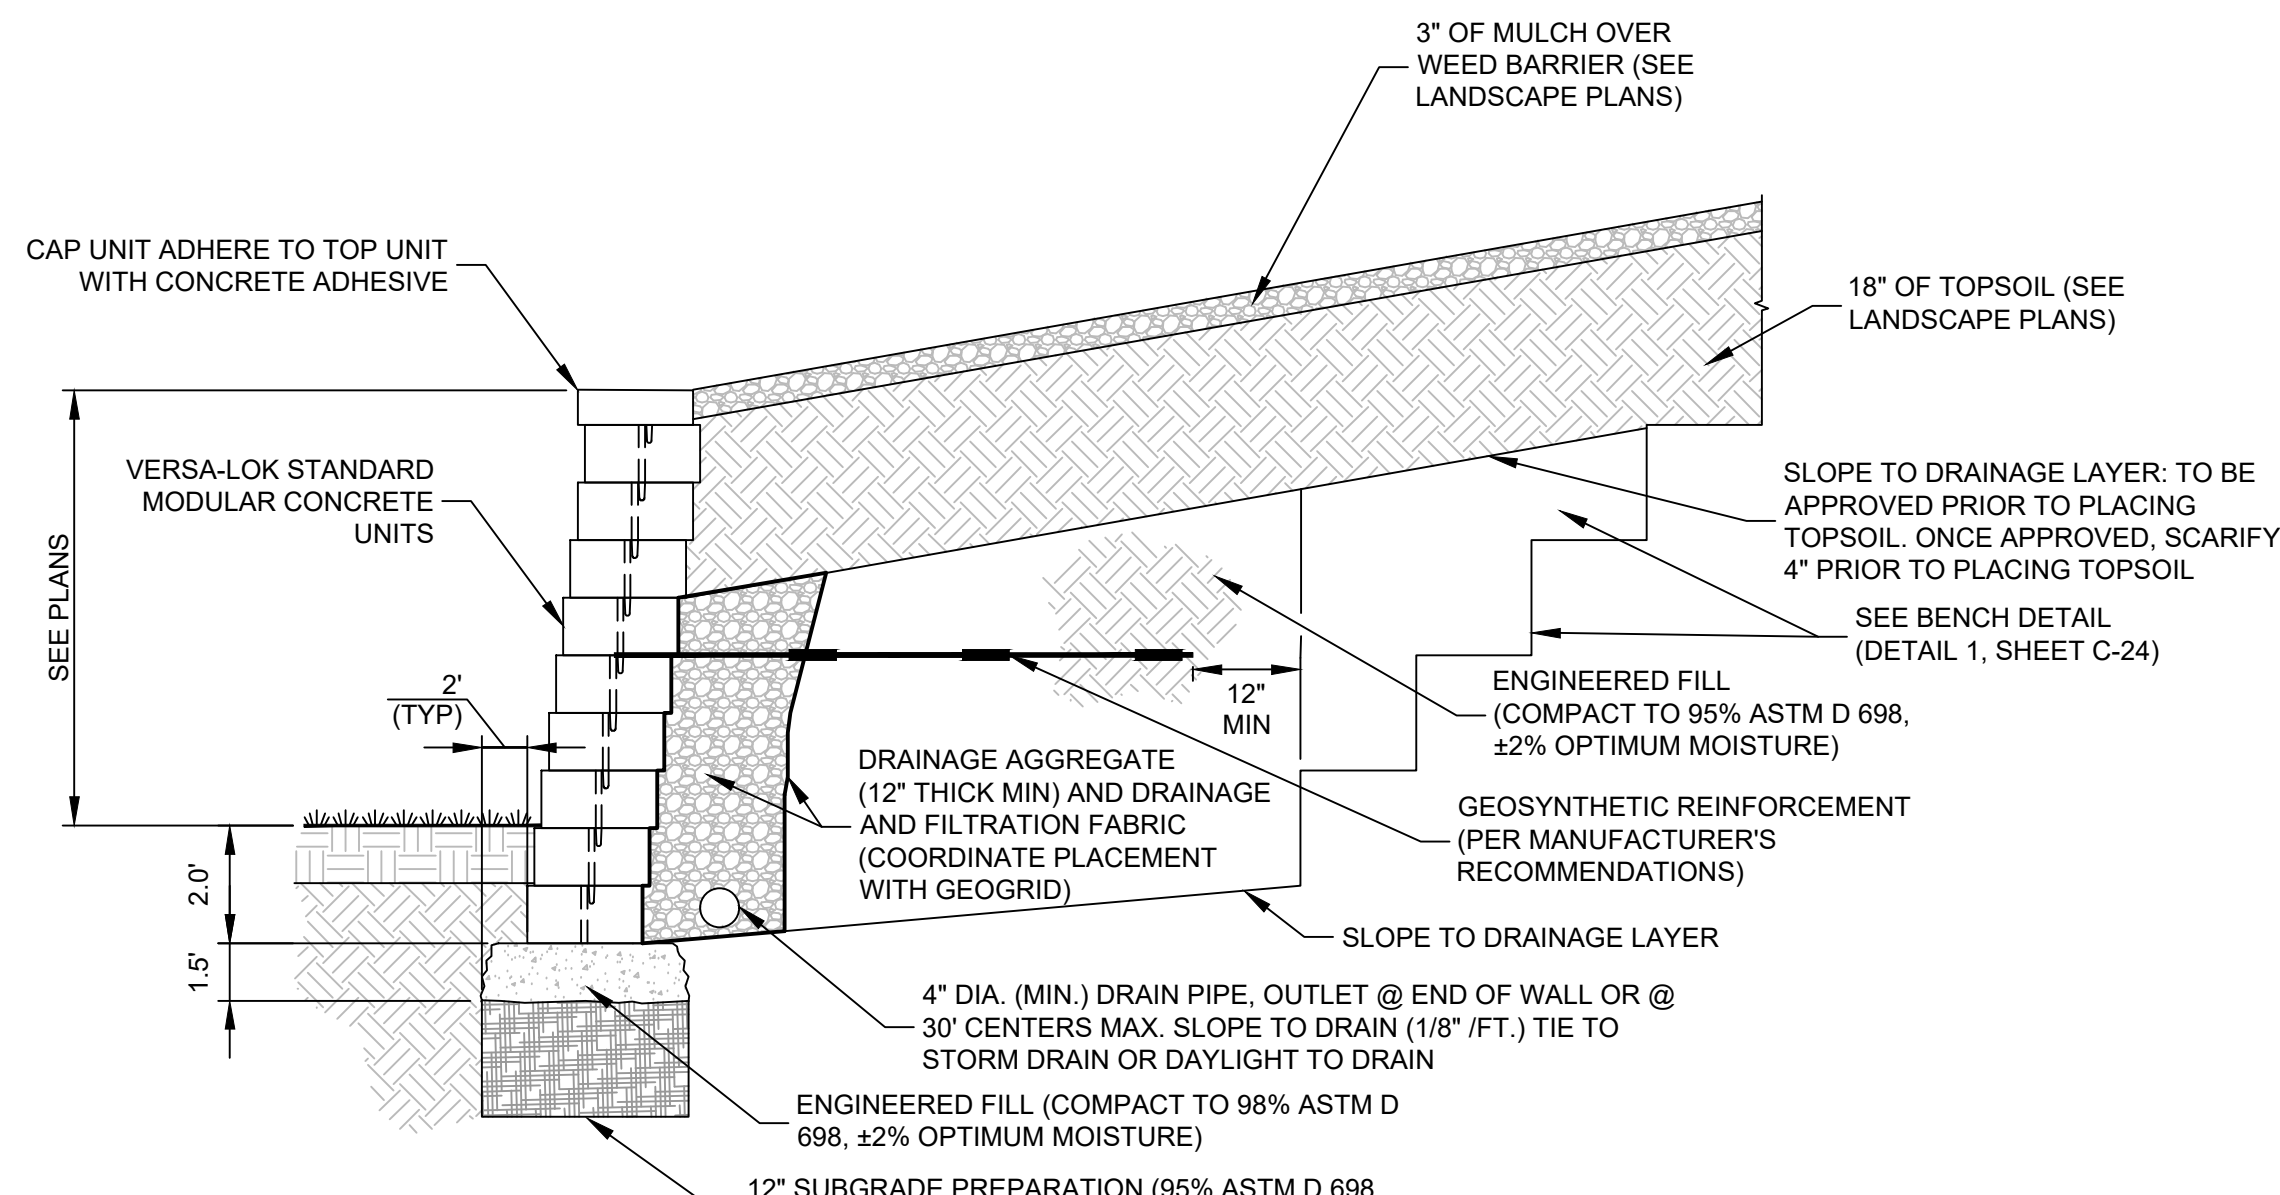 3" OF MULCH OVER
WEED BARRIER (SEE
LANDSCAPE PLANS)
CAP UNIT ADHERE TO TOP UNIT
WITH CONCRETE ADHESIVE
18" OF TOPSOIL (SEE
LANDSCAPE PLANS)
VERSA-LOK STANDARD
MODULAR CONCRETE
UNITS
SEE PLANS
SLOPE TO DRAINAGE LAYER: TO BE
APPROVED PRIOR TO PLACING
TOPSOIL. ONCE APPROVED, SCARIFY
4" PRIOR TO PLACING TOPSOIL
SEE BENCH DETAIL
(DETAIL 1, SHEET C-24)
2'
(TYP)
12"
MIN
ENGINEERED FILL
(COMPACT TO 95% ASTM D 698,
±2% OPTIMUM MOISTURE)
DRAINAGE AGGREGATE
(12" THICK MIN) AND DRAINAGE
AND FILTRATION FABRIC
(COORDINATE PLACEMENT
WITH GEOGRID)
GEOSYNTHETIC REINFORCEMENT
(PER MANUFACTURER'S
RECOMMENDATIONS)
2.0'
1.5'
SLOPE TO DRAINAGE LAYER
4" DIA. (MIN.) DRAIN PIPE, OUTLET @ END OF WALL OR @
30' CENTERS MAX. SLOPE TO DRAIN (1/8" /FT.) TIE TO
STORM DRAIN OR DAYLIGHT TO DRAIN
ENGINEERED FILL (COMPACT TO 98% ASTM D
698, ±2% OPTIMUM MOISTURE)
12" SUBGRADE PREPARATION (95% ASTM D 698